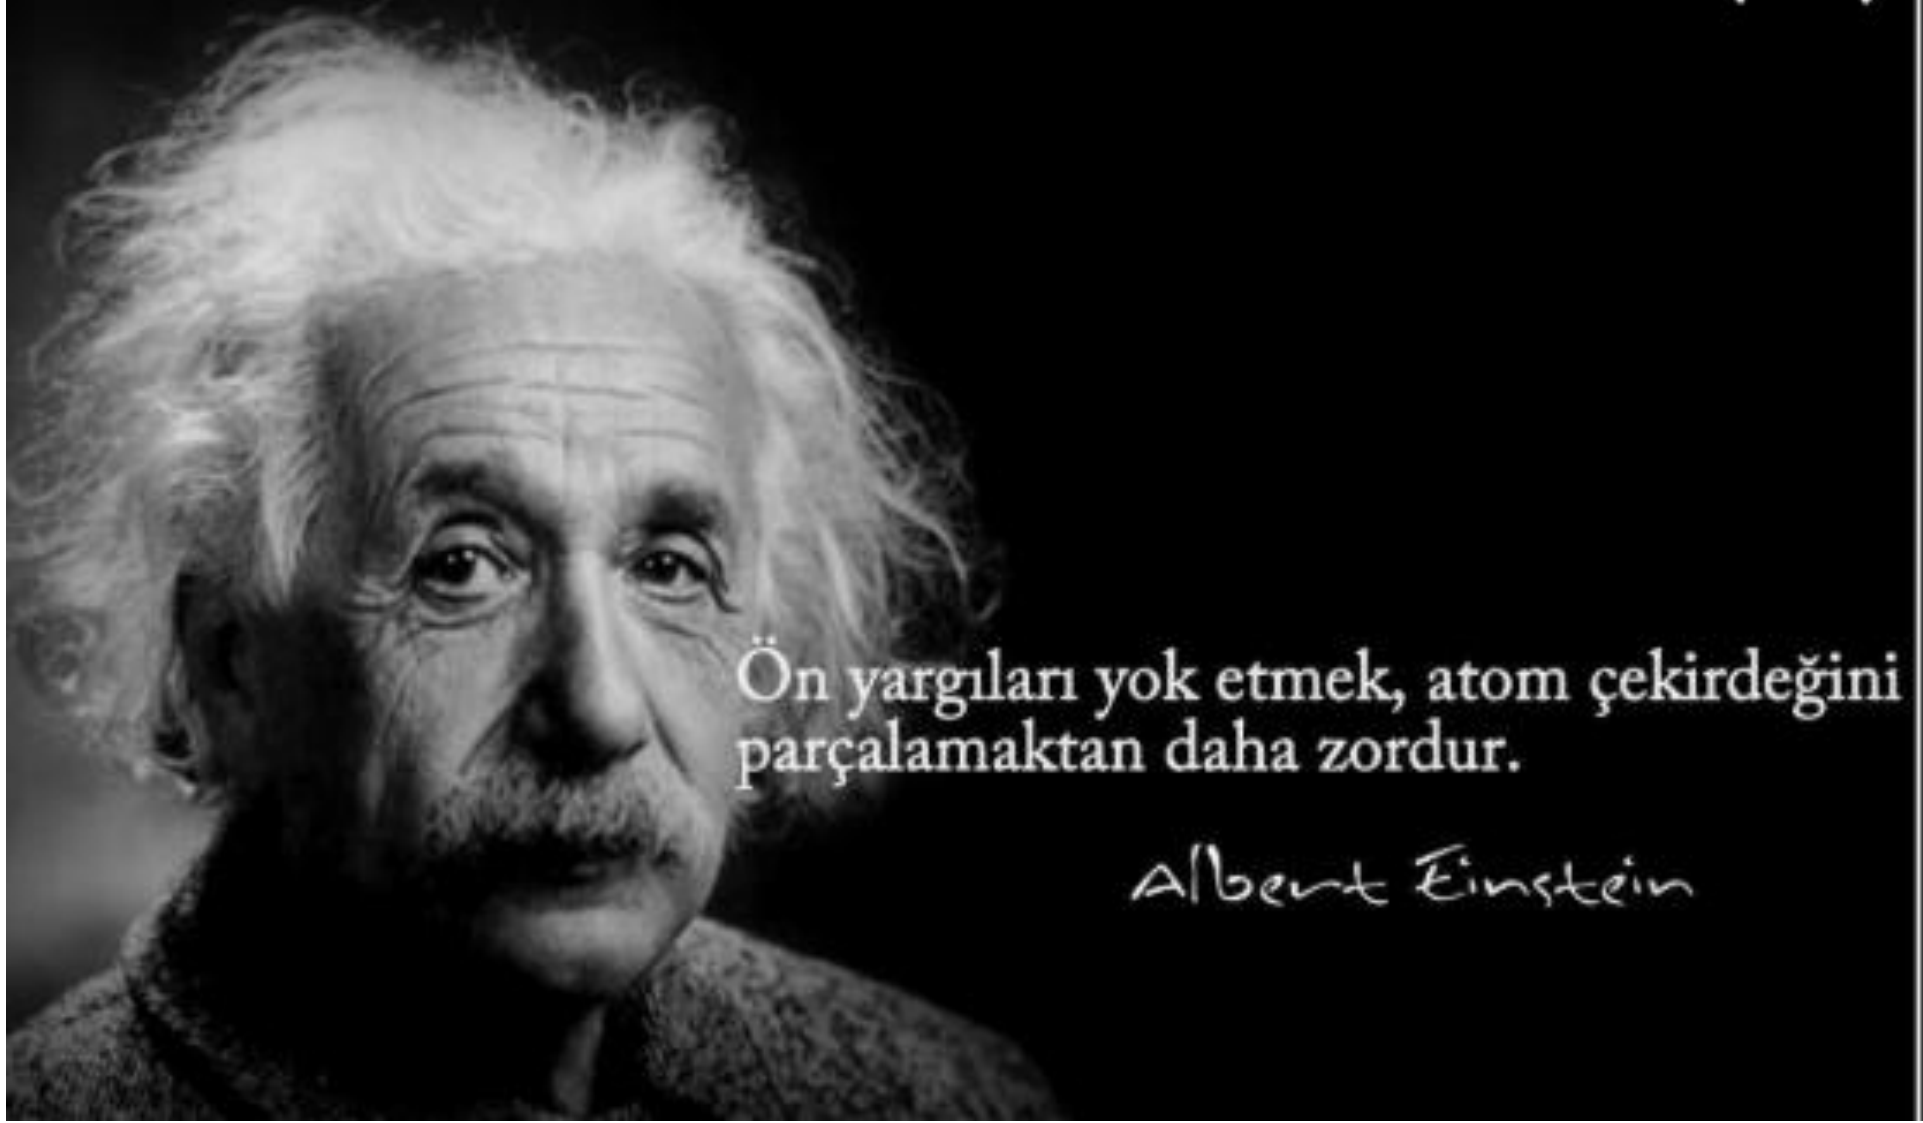 Ön yargıları yok etmek, atom çekirdeğini
parçalamaktan daha zordur.
Albert Einstein